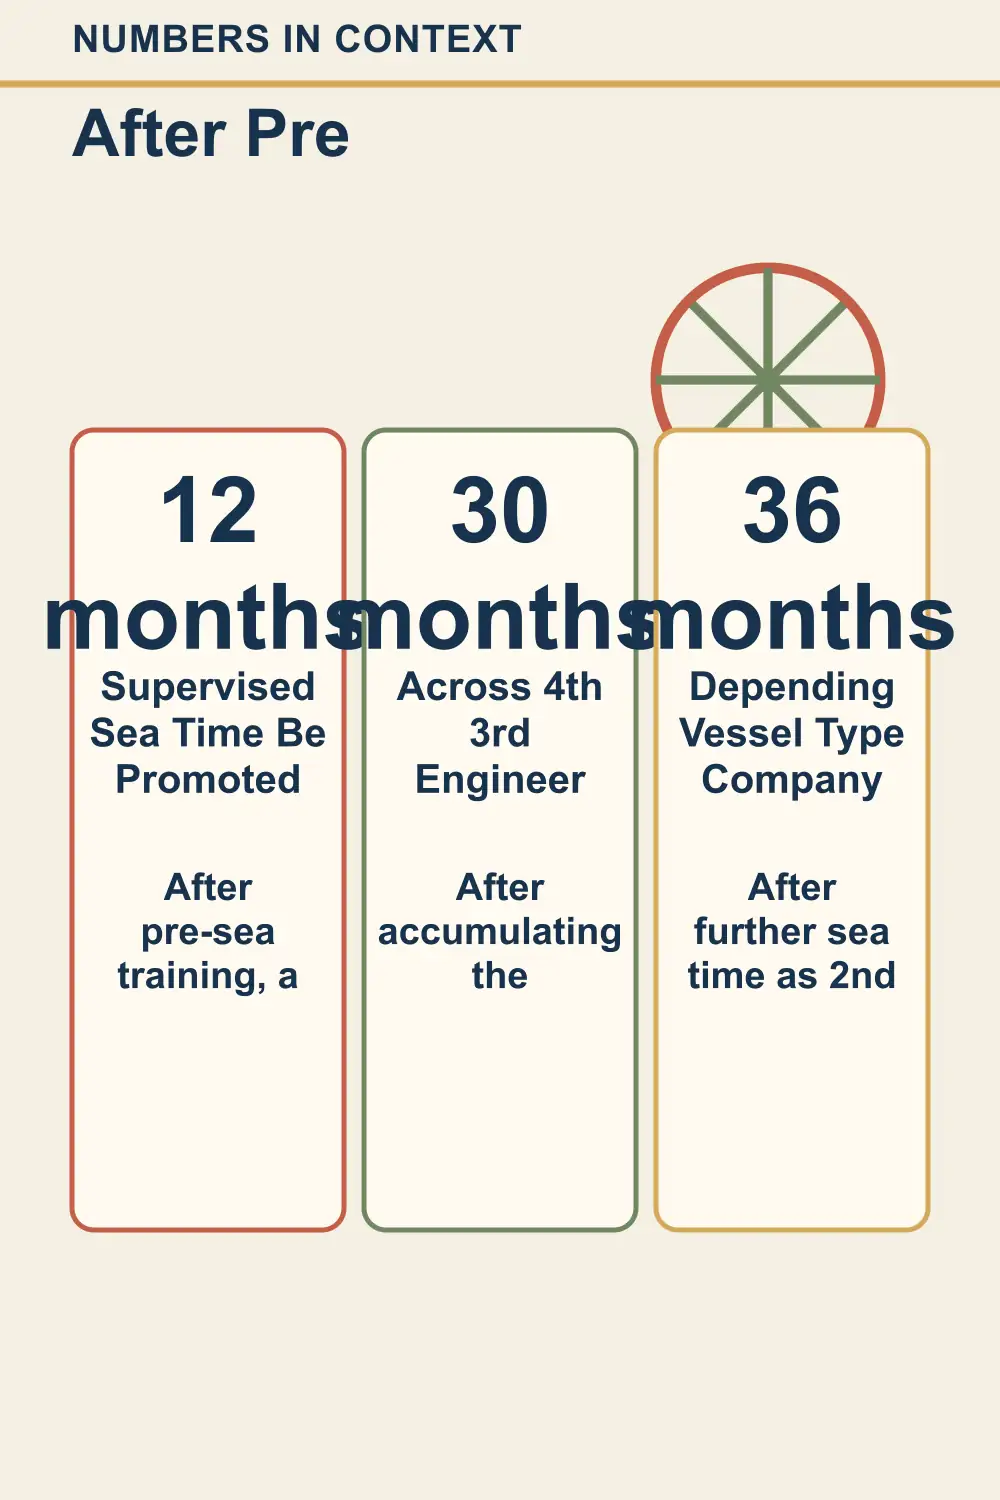 NUMBERS IN CONTEXT
After Pre
12
months
Supervised
Sea Time Be
Promoted
After
pre-sea
training, a
30
months
Across 4th
3rd
Engineer
After
accumulating
the
36
months
Depending
Vessel Type
Company
After
further sea
time as 2nd